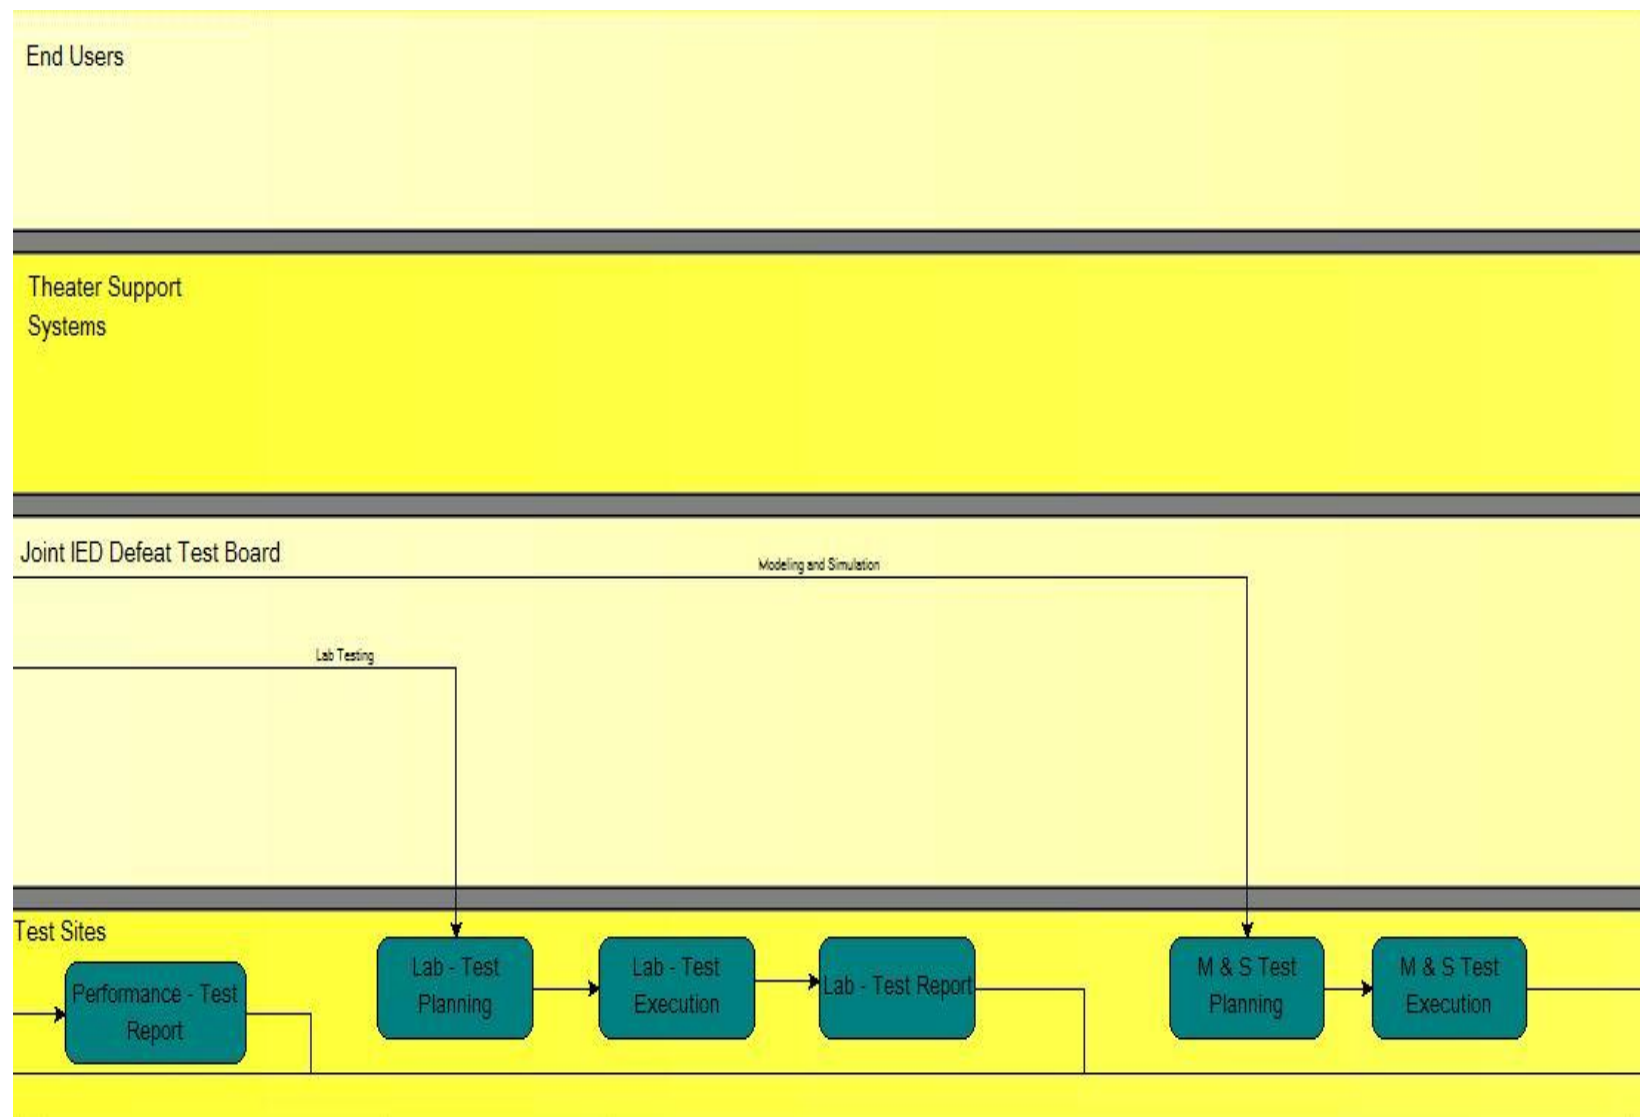 End Users
Theater Support
Systems
Joint IED Defeat Test Board
Modeling and Simulation
Lab Testing
Test Sites
Performance - Test
Report
Lab - Test
Planning
Lab - Test
Execution
Lab - Test Report
M & S Test
Planning
M & S Test
Execution